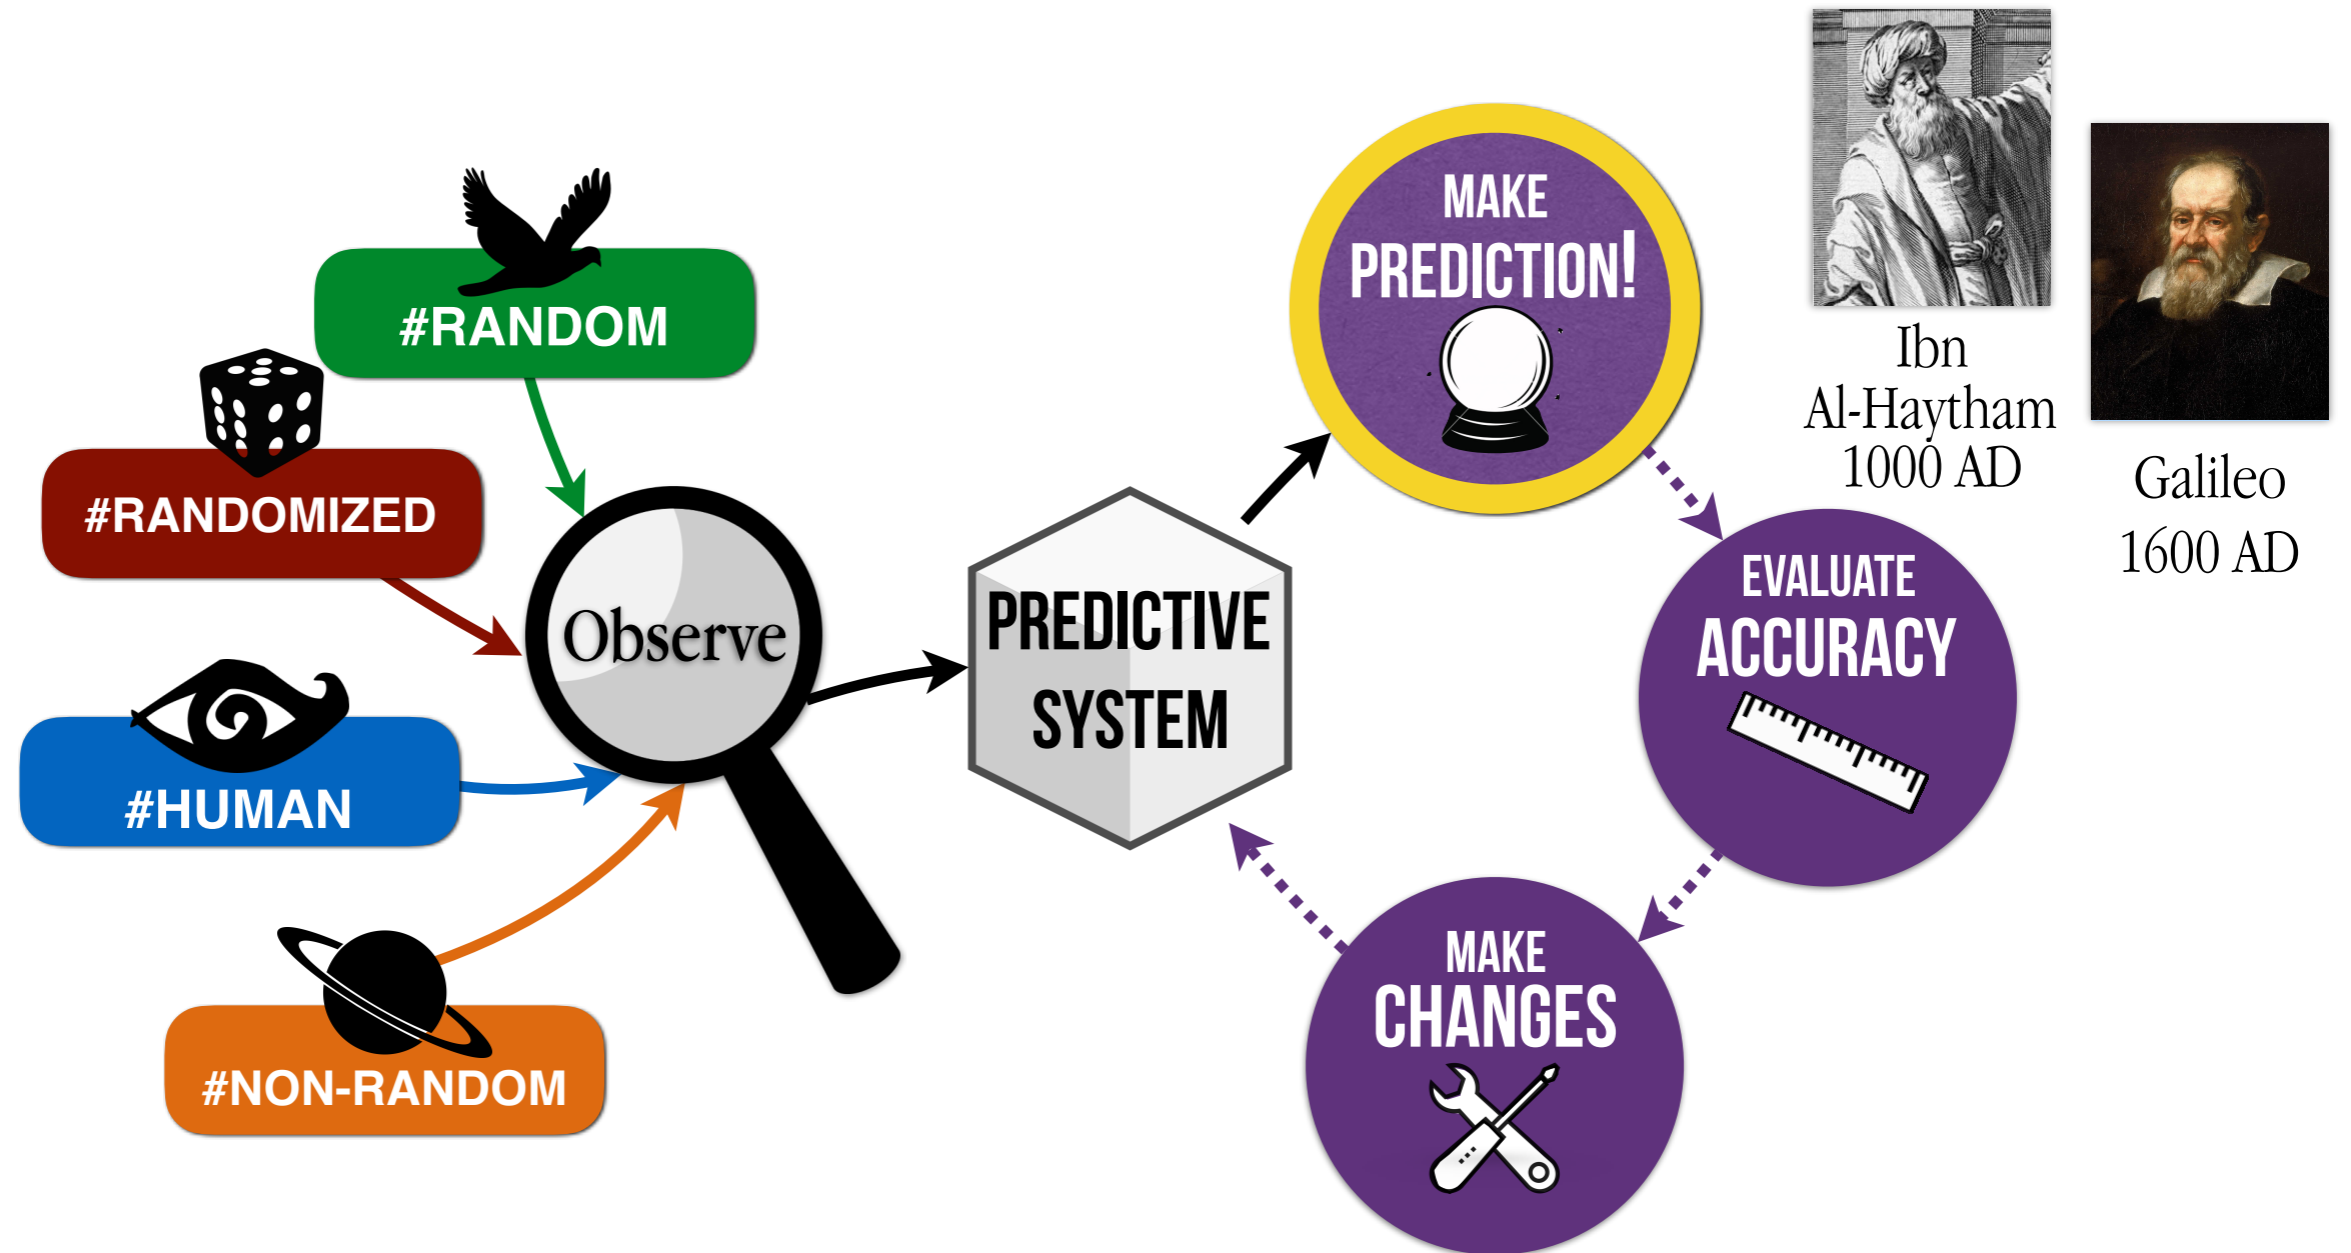 #RANDOM
#RANDOMIZED
#HUMAN
#NON-RANDOM
Observe
PREDICTIVE
SYSTEM
MAKE
PREDICTION!
EVALUATE
ACCURACY
MAKE
CHANGES
Ibn
Al-Haytham
1000 AD
Galileo
1600 AD